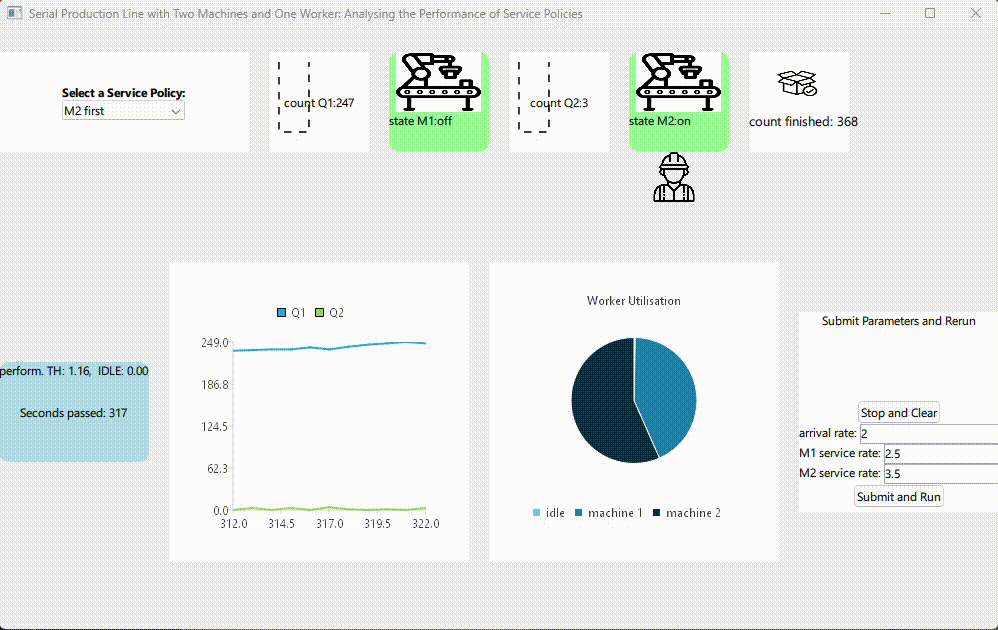 Serial Production Line with Two Machines and One Worker: Analysing the Performance of Service Policies
Select a Service Policy:
M2 first
count Q1:247
state M1:off
count Q2:3
state M2:on
count finished: 368
perform. TH: 1.16, IDLE: 0.00
Seconds passed: 317
Q1 Q2
249.0
186.8
124.5
62.3
0.0
312.0 314.5 317.0 319.5 322.0
Worker Utilisation
idle machine 1 machine 2
Submit Parameters and Rerun
Stop and Clear
arrival rate: 2
M1 service rate: 2.5
M2 service rate: 3.5
Submit and Run